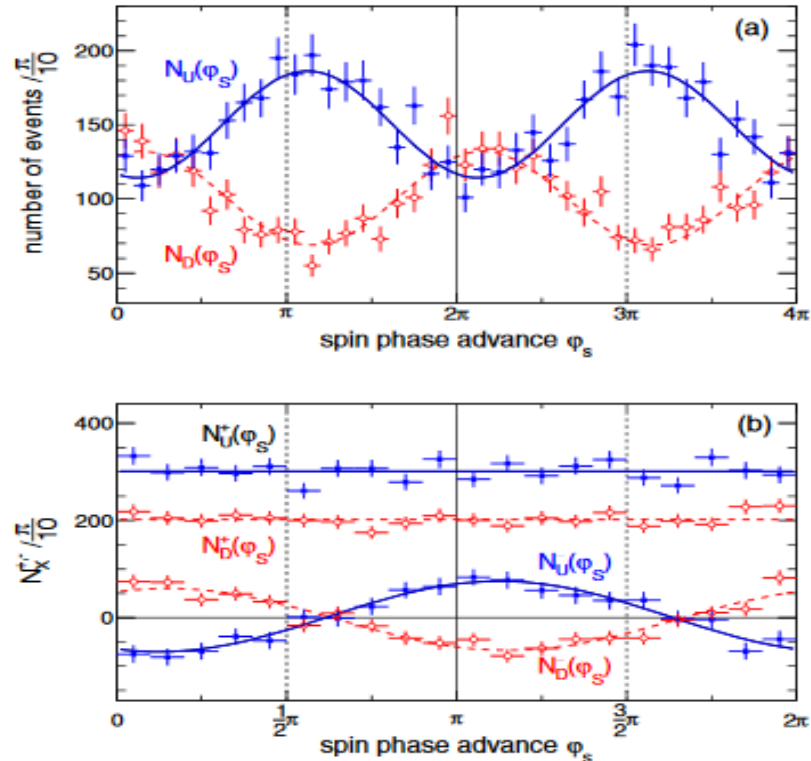 (a)
number of events / π/10
200
150
100
50
N_U(φ_s)
N_D(φ_s)
0 π 2π 3π 4π
spin phase advance φ_s
(b)
N_X^{+,-} / π/10
400
200
0
N_U^+(φ_s)
N_D^+(φ_s)
N_U(φ_s)
N_D^-(φ_s)
0 1/2π π 3/2π 2π
spin phase advance φ_s